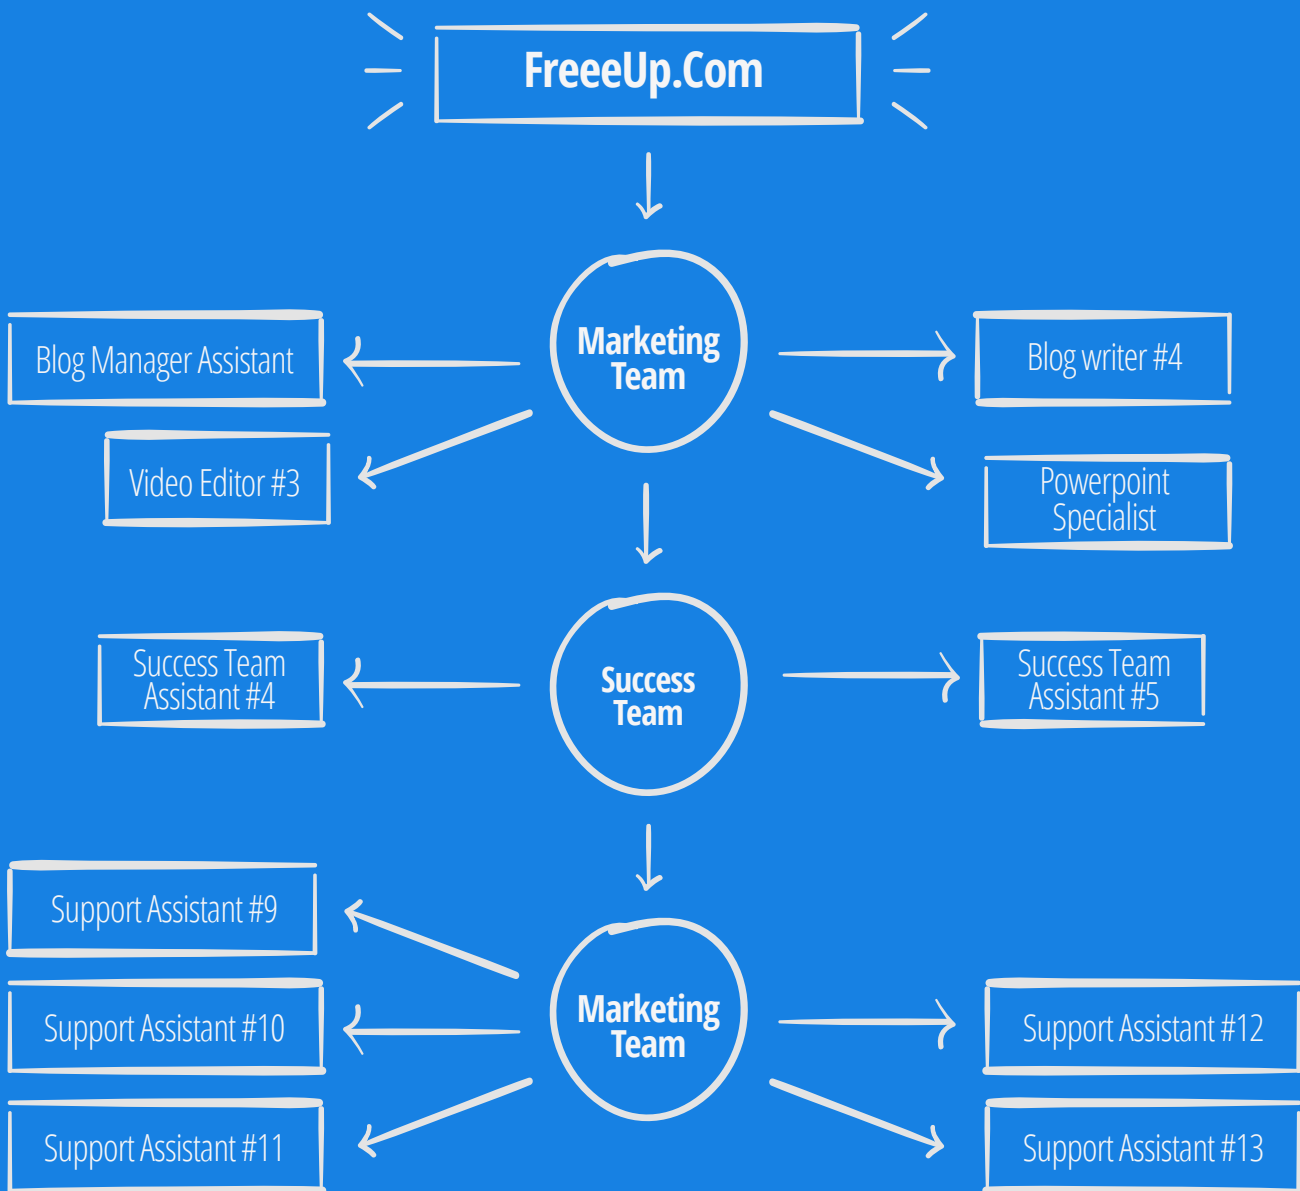 FreeeUp.Com
Marketing
Team
Blog Manager Assistant
Blog writer #4
Video Editor #3
Powerpoint
Specialist
Success
Team
Success Team
Assistant #4
Success Team
Assistant #5
Marketing
Team
Support Assistant #9
Support Assistant #10
Support Assistant #12
Support Assistant #11
Support Assistant #13